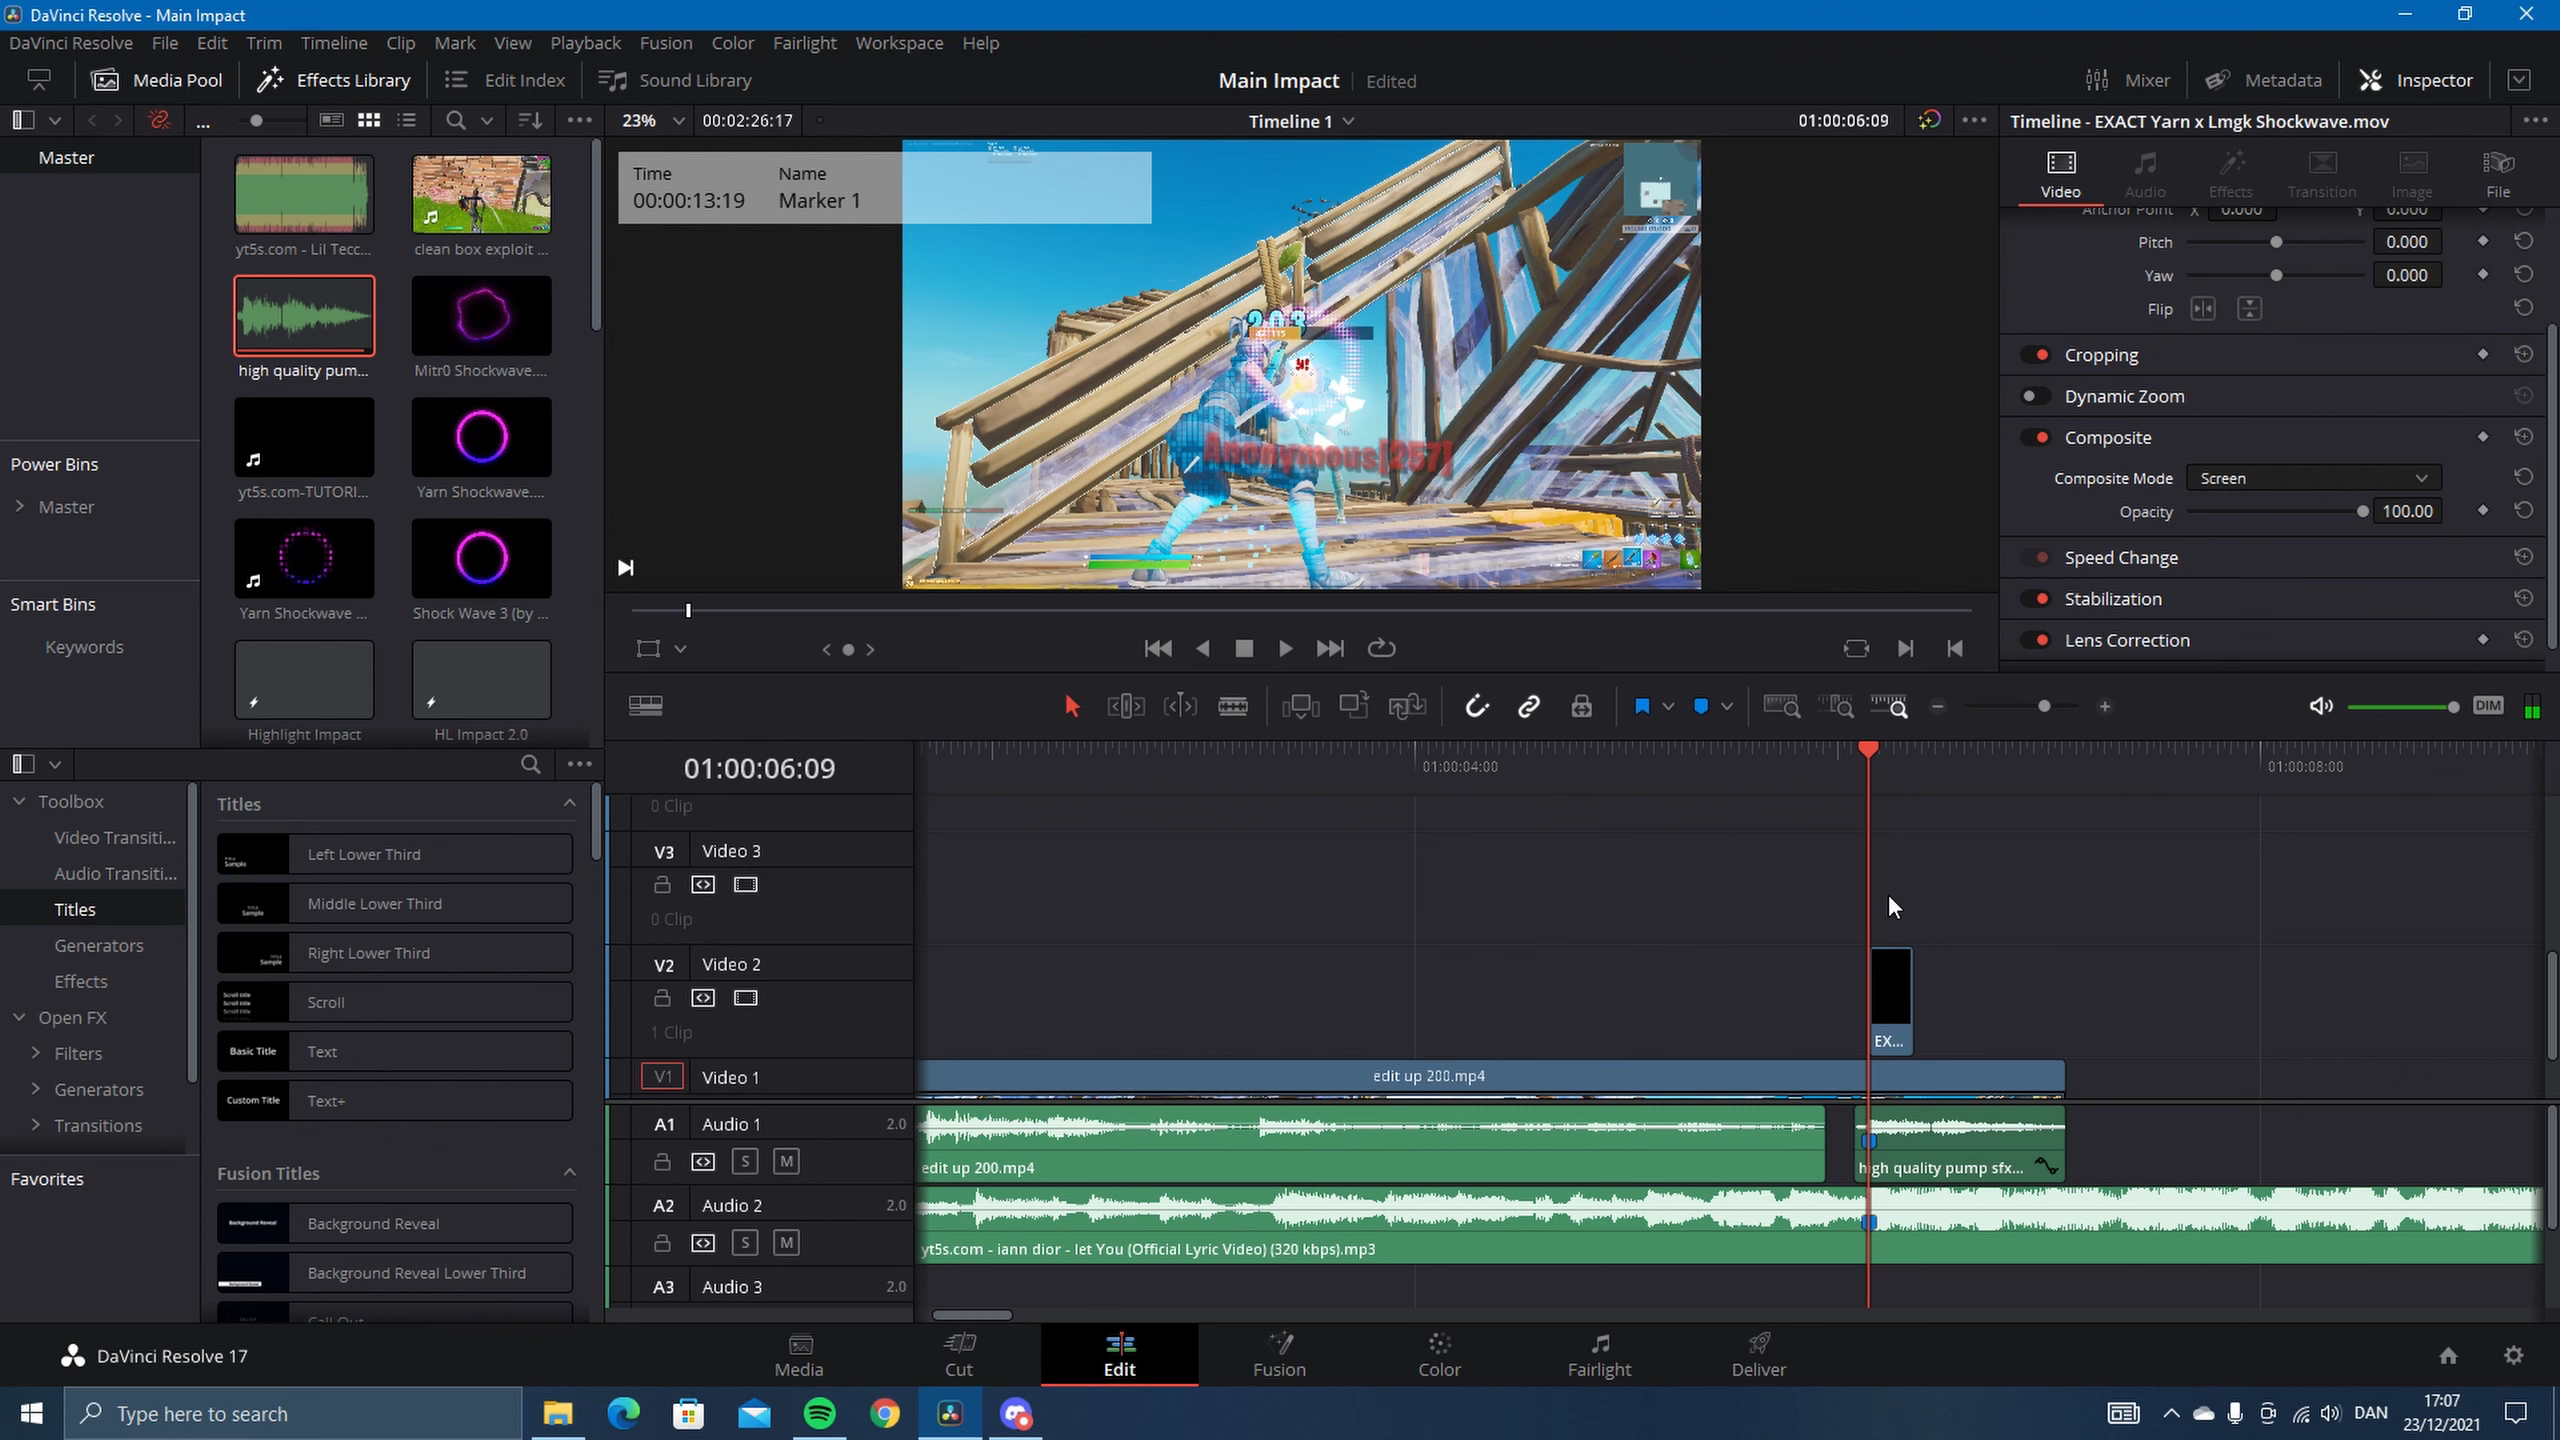 DaVinci Resolve - Main Impact
DaVinci Resolve File Edit Trim Timeline Clip Mark View Playback Fusion Color Fairlight Workspace Help
Media Pool Effects Library Edit Index Sound Library Main Impact Edited Mixer Metadata Inspector
... 23% 00:02:26:17 Timeline 1 01:00:06:09 Timeline - EXACT Yarn x Lmgk Shockwave.mov
Master
Time Name
00:00:13:19 Marker 1
Video Audio Effects Transition Image File
Anchor Point X 0.000 Y 0.000
Pitch 0.000
Yaw 0.000
Flip
Cropping
Dynamic Zoom
Composite
Composite Mode Screen
Opacity 100.00
Speed Change
Stabilization
Lens Correction
203
115
Anonymous[257]
yt5s.com - Lil Tecc...
clean box exploit ...
high quality pum...
Mitr0 Shockwave....
yt5s.com-TUTORI...
Yarn Shockwave....
Yarn Shockwave ...
Shock Wave 3 (by ...
Highlight Impact
HL Impact 2.0
Power Bins
Master
Smart Bins
Keywords
DIM
01:00:06:09
01:00:04:00
01:00:08:00
Toolbox
Video Transiti...
Audio Transiti...
Titles
Generators
Effects
Open FX
Filters
Generators
Transitions
Favorites
Titles
Sample Left Lower Third
Sample Middle Lower Third
Sample Right Lower Third
Scroll
Basic Title Text
Custom Title Text+
Fusion Titles
Background Reveal Background Reveal
Background Reveal Lower Third
Call Out
0 Clip
V3 Video 3
0 Clip
V2 Video 2
1 Clip
EX...
V1 Video 1
edit up 200.mp4
A1 Audio 1 2.0
S M
edit up 200.mp4
high quality pump sfx...
A2 Audio 2 2.0
S M
yt5s.com - iann dior - let You (Official Lyric Video) (320 kbps).mp3
A3 Audio 3 2.0
DaVinci Resolve 17
Media Cut Edit Fusion Color Fairlight Deliver
Type here to search
DAN
17:07
23/12/2021